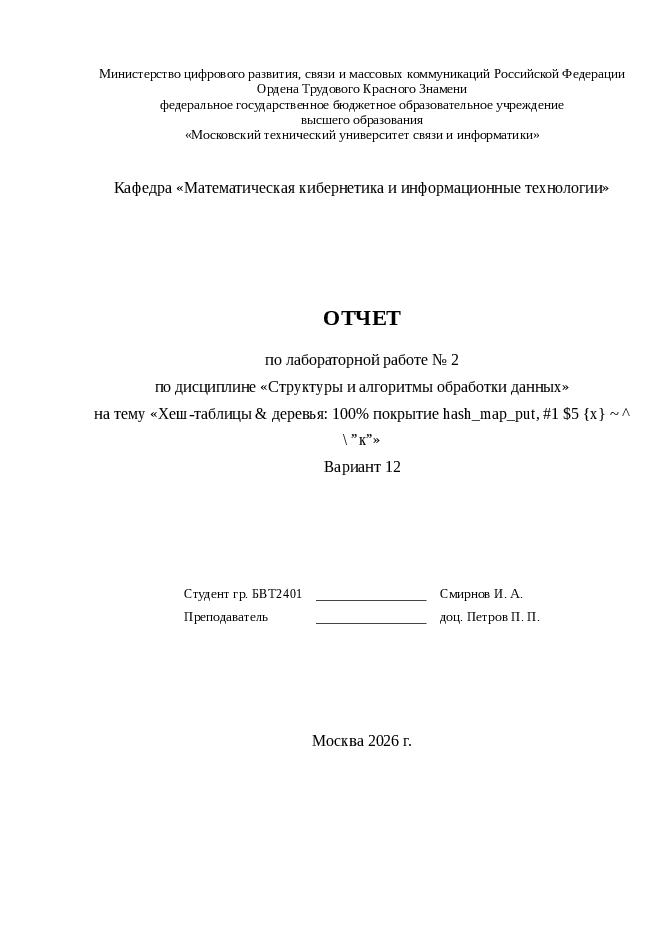 Министерство цифрового развития, связи и массовых коммуникаций Российской Федерации
Ордена Трудового Красного Знамени
федеральное государственное бюджетное образовательное учреждение
высшего образования
«Московский технический университет связи и информатики»
Кафедра «Математическая кибернетика и информационные технологии»
ОТЧЕТ
по лабораторной работе № 2
по дисциплине «Структуры и алгоритмы обработки данных»
на тему «Хеш-таблицы & деревья: 100% покрытие hash_map_put, #1 $5 {x} ~ ^
\ ”к”»
Вариант 12
Студент гр. БВТ2401 ________________ Смирнов И. А.
Преподаватель ________________ доц. Петров П. П.
Москва 2026 г.